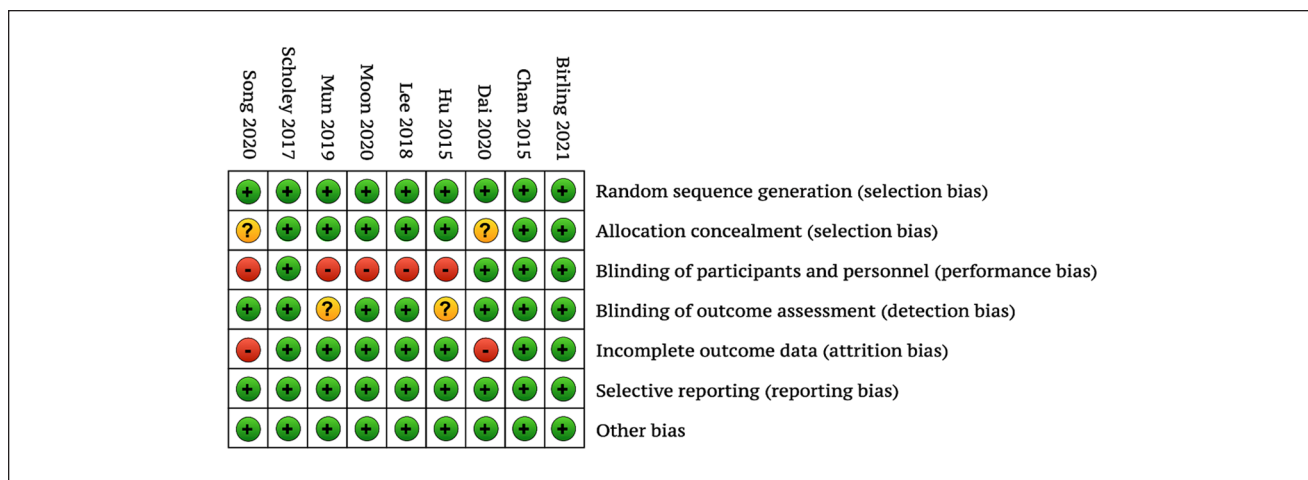 Song 2020
Scholey 2017
Mun 2019
Moon 2020
Lee 2018
Hu 2015
Dai 2020
Chan 2015
Birling 2021
+ + + + + + + + + Random sequence generation (selection bias)
? + + + + + ? + + Allocation concealment (selection bias)
- + - - - - + + + Blinding of participants and personnel (performance bias)
+ + ? + + ? + + + Blinding of outcome assessment (detection bias)
- + + + + + - + + Incomplete outcome data (attrition bias)
+ + + + + + + + + Selective reporting (reporting bias)
+ + + + + + + + + Other bias